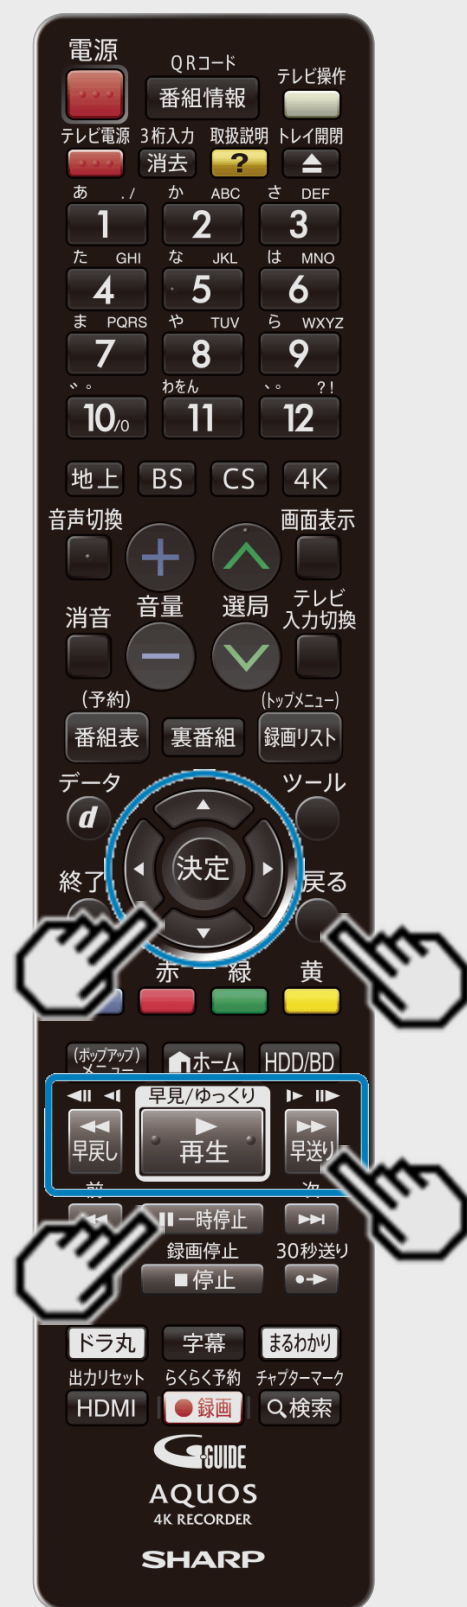 電源
QRコード
番組情報
テレビ操作
テレビ電源 3桁入力 取扱説明 トレイ開閉
消去 ?
あ ./ か ABC さ DEF
1 2 3
た GHI な JKL は MNO
4 5 6
ま PQRS や TUV ら WXYZ
7 8 9
゛゜ わをん 、。 ?!
10/0 11 12
地上 BS CS 4K
音声切換 画面表示
消音 音量 選局 テレビ入力切換
(予約) (トップメニュー)
番組表 裏番組 録画リスト
データ ツール
d
決定
終了 戻る
赤 緑 黄
(ポップアップ)
メニュー ホーム HDD/BD
早見/ゆっくり
早戻し 再生 早送り
前 次
一時停止
録画停止 30秒送り
停止
ドラ丸 字幕 まるわかり
出力リセット らくらく予約 チャプターマーク
HDMI 録画 検索
G-GUIDE
AQUOS
4K RECORDER
SHARP